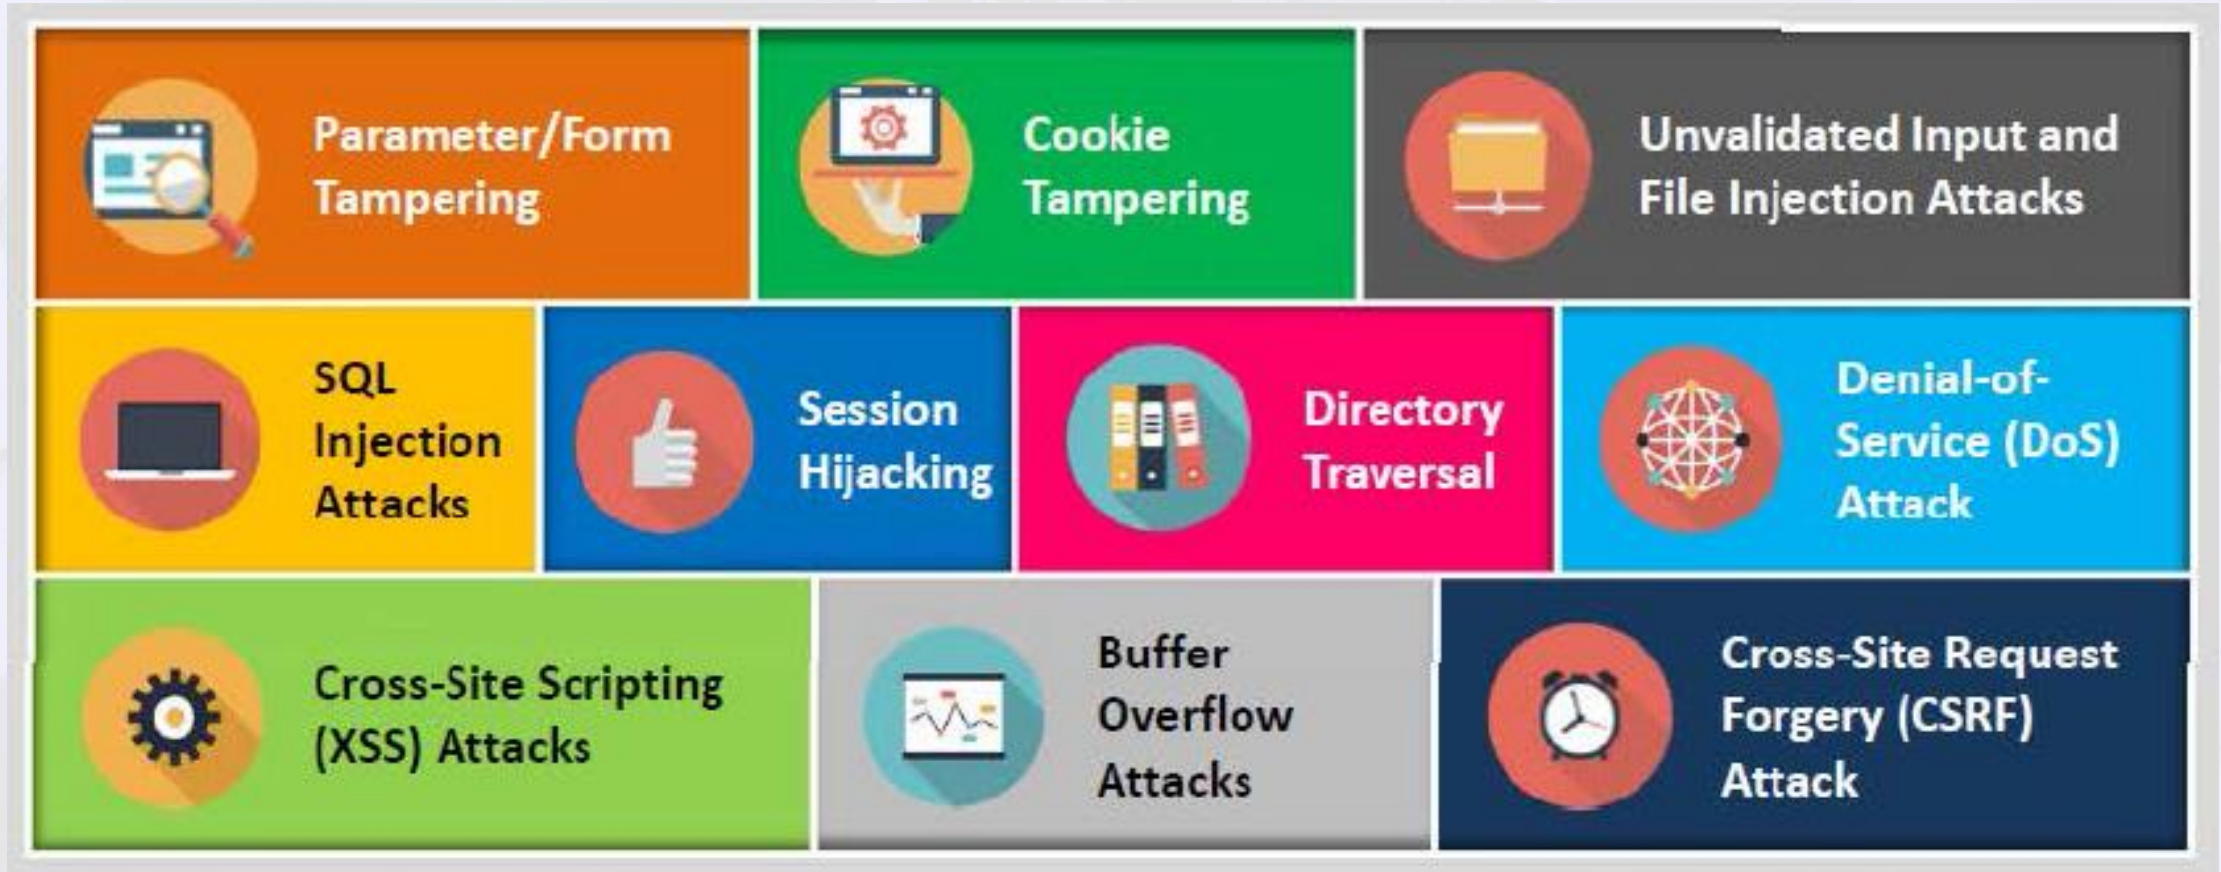 Parameter/Form
Tampering
Cookie
Tampering
Unvalidated Input and
File Injection Attacks
SQL
Injection
Attacks
Session
Hijacking
Directory
Traversal
Denial-of-
Service (DoS)
Attack
Cross-Site Scripting
(XSS) Attacks
Buffer
Overflow
Attacks
Cross-Site Request
Forgery (CSRF)
Attack